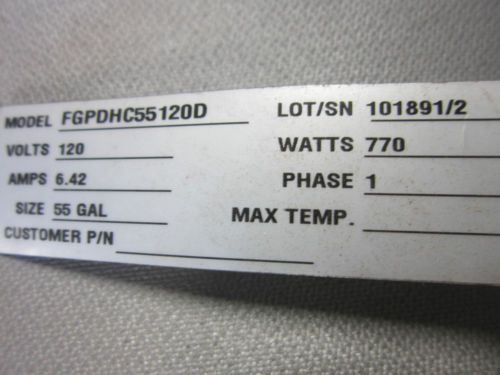 MODEL FGPDHC55120D LOT/SN 101891/2
VOLTS 120 WATTS 770
AMPS 6.42 PHASE 1
SIZE 55 GAL MAX TEMP.
CUSTOMER P/N